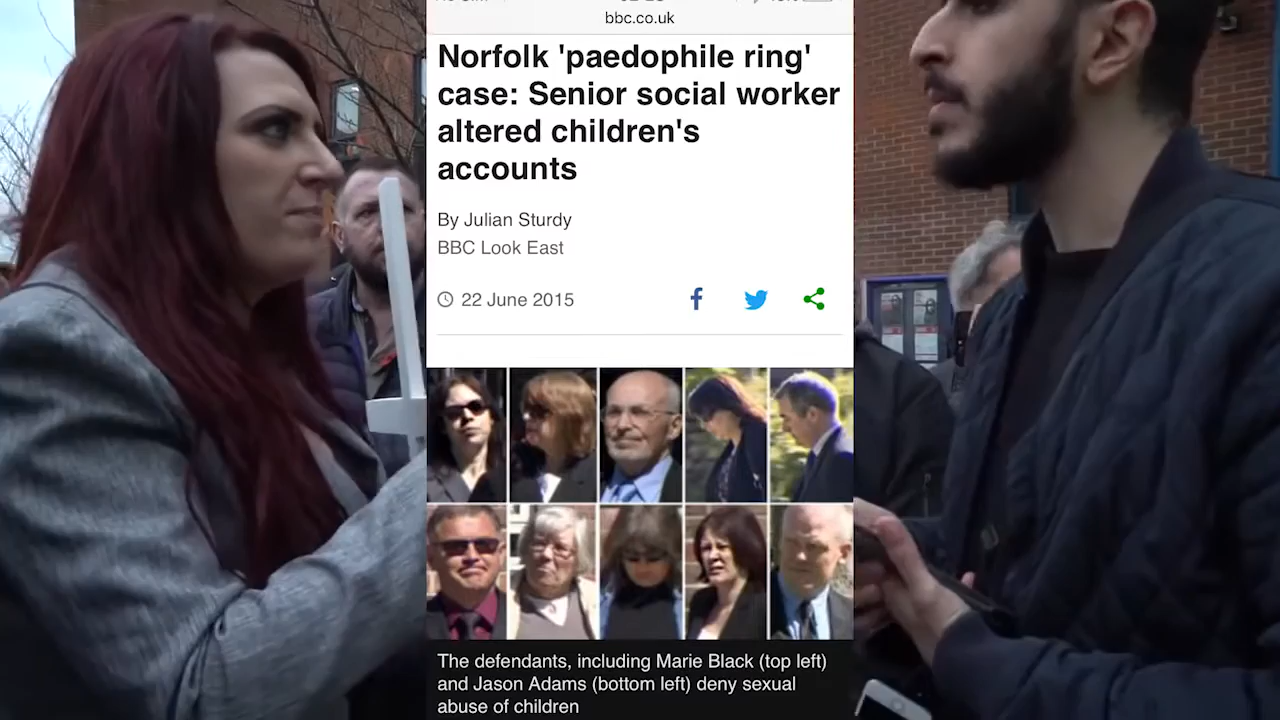 bbc.co.uk
Norfolk 'paedophile ring'
case: Senior social worker
altered children's
accounts
By Julian Sturdy
BBC Look East
22 June 2015
The defendants, including Marie Black (top left)
and Jason Adams (bottom left) deny sexual
abuse of children